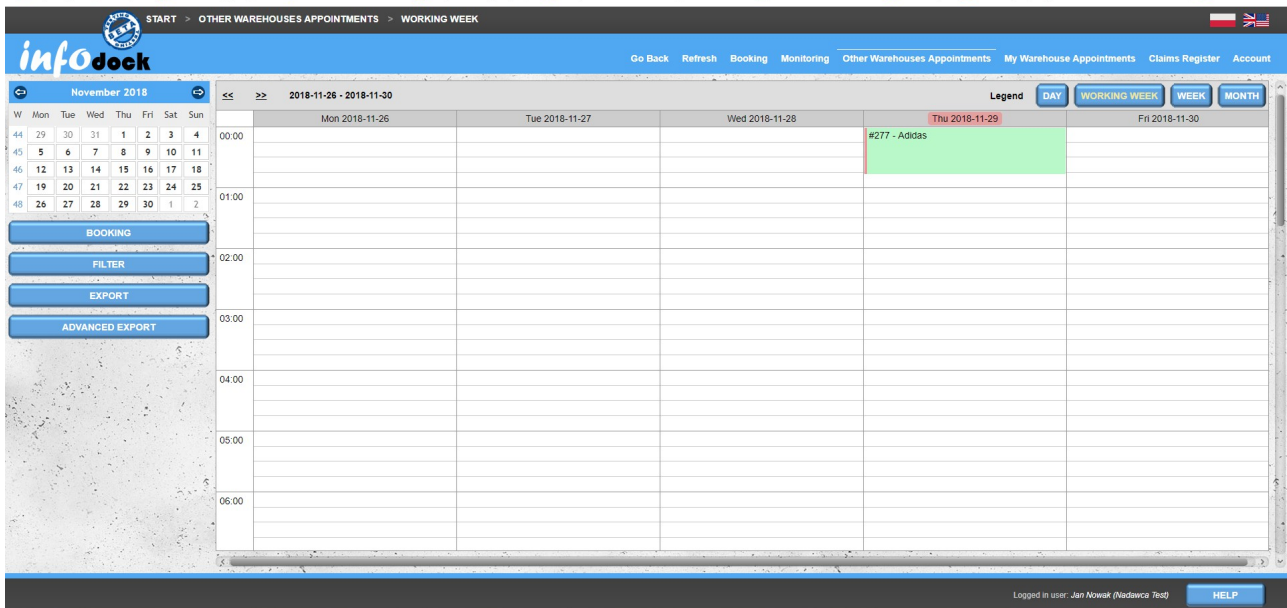 START > OTHER WAREHOUSES APPOINTMENTS > WORKING WEEK
BETA
infodock
Go Back Refresh Booking Monitoring Other Warehouses Appointments My Warehouse Appointments Claims Register Account
November 2018
W Mon Tue Wed Thu Fri Sat Sun
44 29 30 31 1 2 3 4
45 5 6 7 8 9 10 11
46 12 13 14 15 16 17 18
47 19 20 21 22 23 24 25
48 26 27 28 29 30 1 2
BOOKING
FILTER
EXPORT
ADVANCED EXPORT
<< >> 2018-11-26 - 2018-11-30 Legend DAY WORKING WEEK WEEK MONTH
Mon 2018-11-26 Tue 2018-11-27 Wed 2018-11-28 Thu 2018-11-29 Fri 2018-11-30
00:00 #277 - Adidas
01:00
02:00
03:00
04:00
05:00
06:00
Logged in user: Jan Nowak (Nadawca Test) HELP